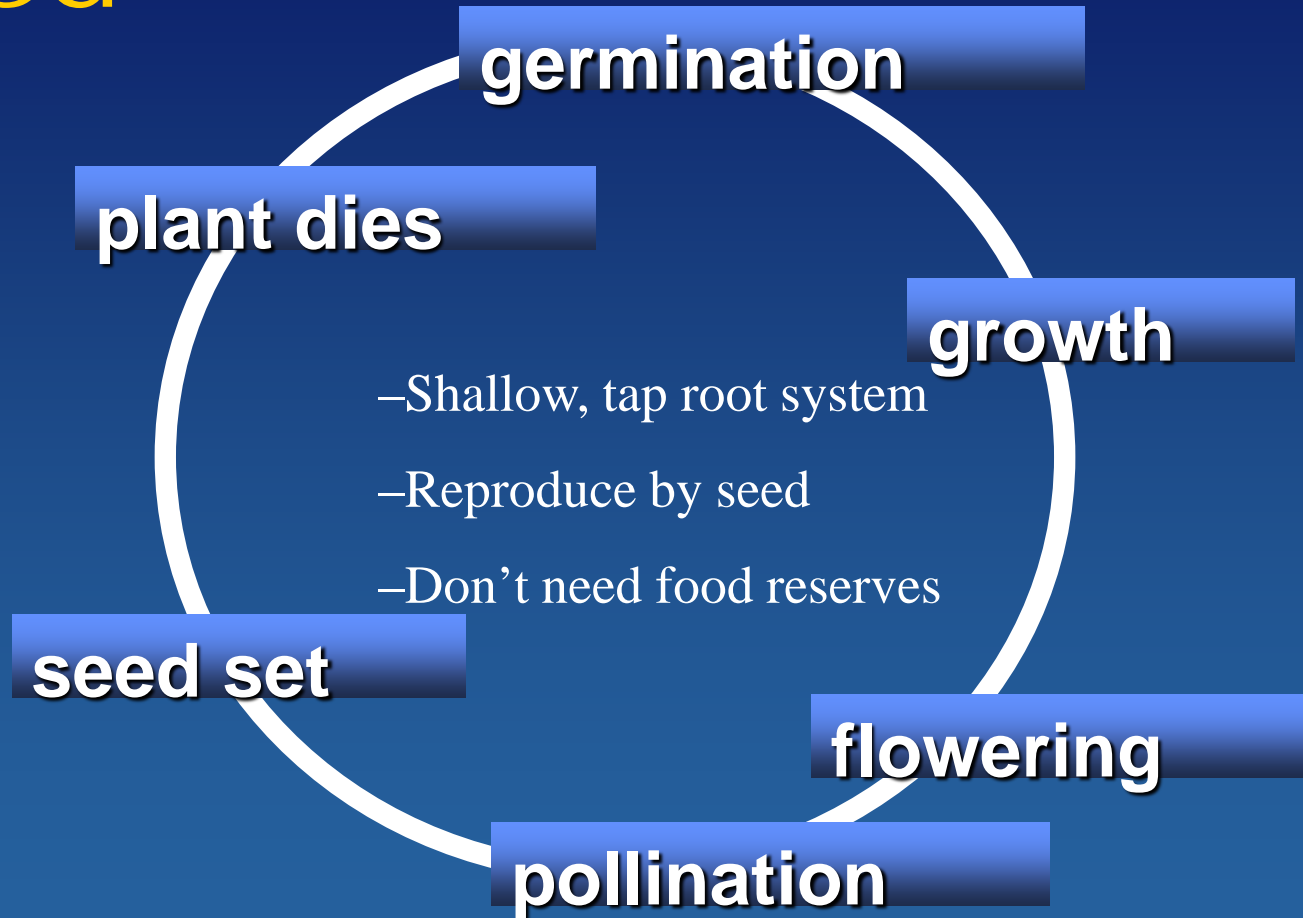 germination
plant dies
growth
–Shallow, tap root system
–Reproduce by seed
–Don’t need food reserves
seed set
flowering
pollination